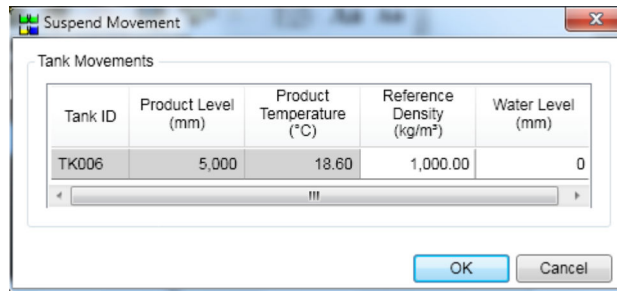 Suspend Movement
Tank Movements
Tank ID
Product Level
(mm)
Product
Temperature
(°C)
Reference
Density
(kg/m³)
Water Level
(mm)
TK006 5,000 18.60 1,000.00 0
OK Cancel